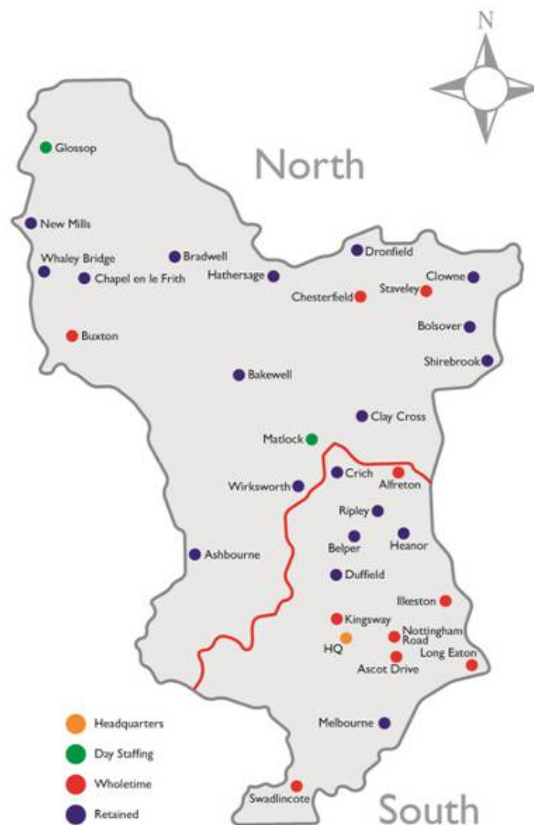 N
Glossop
North
New Mills
Whaley Bridge
Bradwell
Dronfield
Chapel en le Frith
Hathersage
Clowne
Staveley
Chesterfield
Bolsover
Buxton
Shirebrook
Bakewell
Clay Cross
Matlock
Crich
Alfreton
Wirksworth
Ripley
Belper
Heanor
Ashbourne
Duffield
Ilkeston
Kingsway
Nottingham
Road
HQ
Long Eaton
Ascot Drive
Headquarters
Melbourne
Day Staffing
Wholetime
Swadlincote
Retained
South